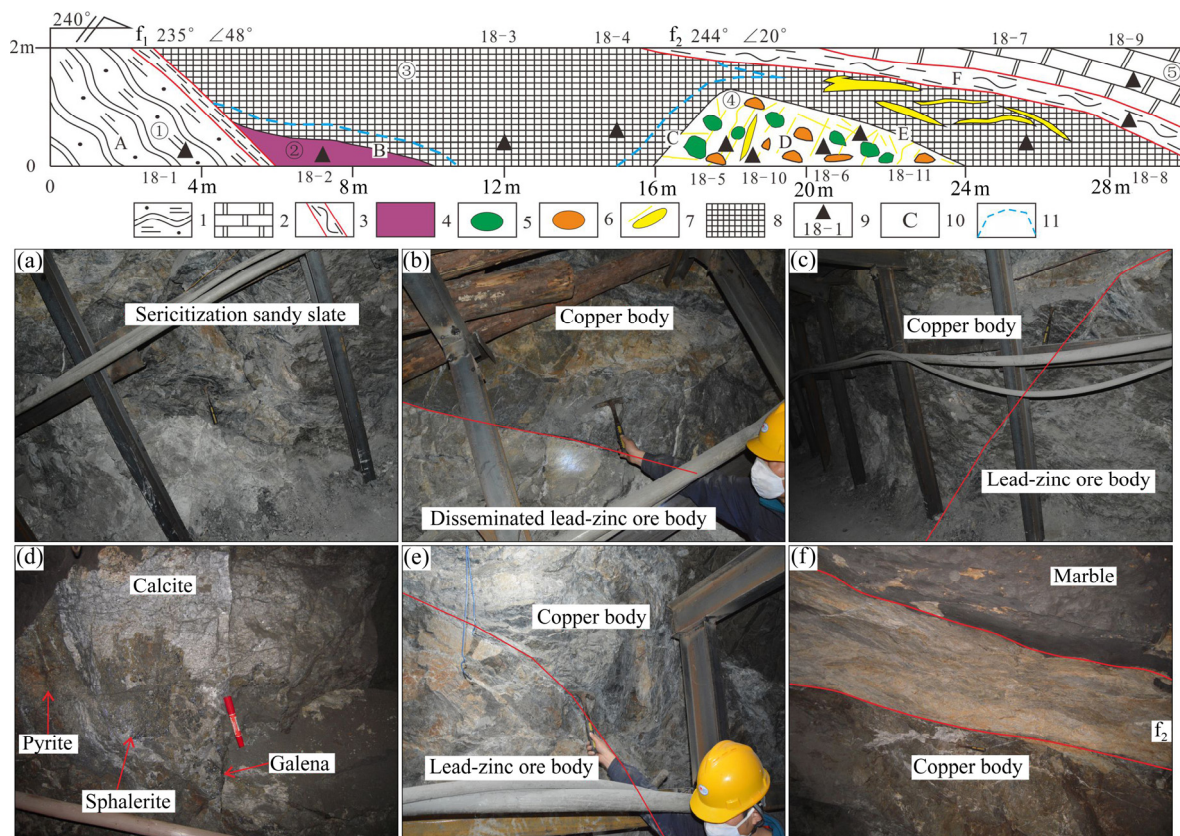 240°
f1 235° ∠48° 18-3 18-4 f2 244° ∠20° 18-7 18-9
2m
③ ⑤
F
① ④
A C E
② B D
0
0 18-1 4m 18-2 8m 12m 16m 18-5 18-10 20m 18-6 18-11 24m 28m 18-8
1 2 3 4 5 6 7 8 18-1 9 C 10 11
(a)
Sericitization sandy slate
(b)
Copper body
Disseminated lead-zinc ore body
(c)
Copper body
Lead-zinc ore body
(d)
Calcite
Pyrite
Sphalerite
Galena
(e)
Copper body
Lead-zinc ore body
(f)
Marble
f2
Copper body